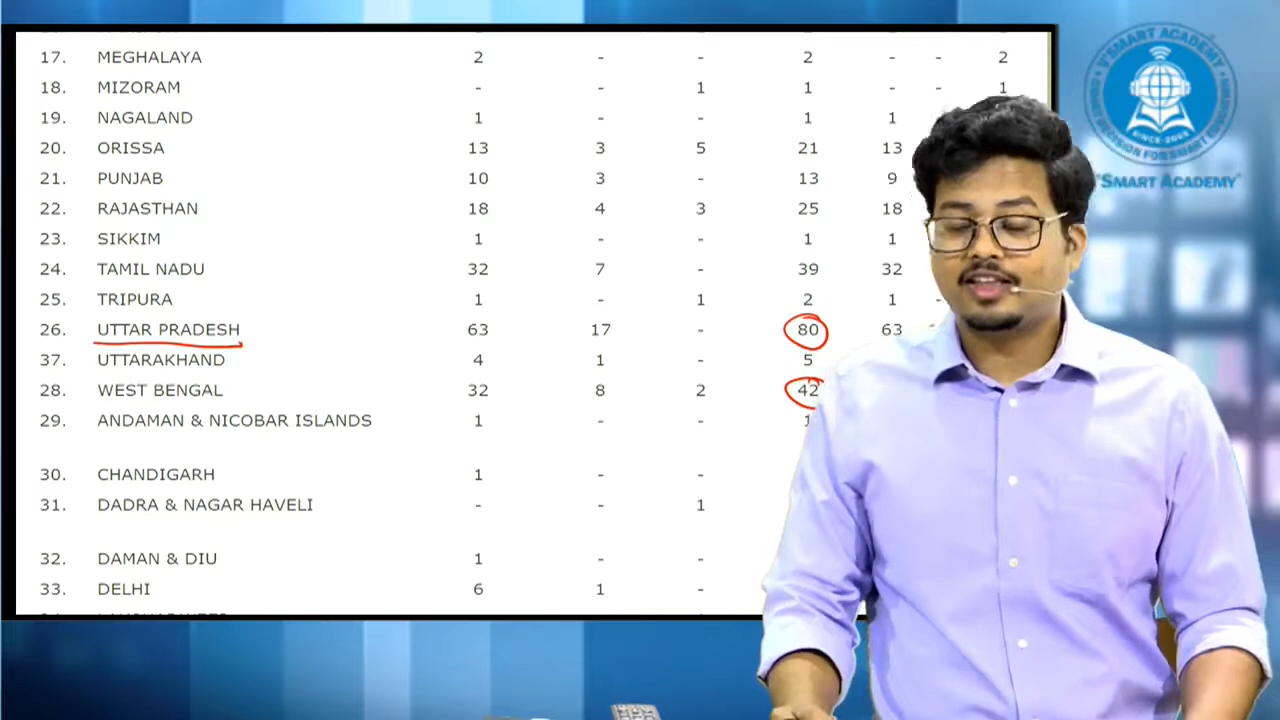 17. MEGHALAYA 2 - - 2 - - 2
18. MIZORAM - - 1 1 - - 1
19. NAGALAND 1 - - 1 1
20. ORISSA 13 3 5 21 13
21. PUNJAB 10 3 - 13 9
22. RAJASTHAN 18 4 3 25 18
23. SIKKIM 1 - - 1 1
24. TAMIL NADU 32 7 - 39 32
25. TRIPURA 1 - 1 2 1 -
26. UTTAR PRADESH 63 17 - 80 63
37. UTTARAKHAND 4 1 - 5
28. WEST BENGAL 32 8 2 42
29. ANDAMAN & NICOBAR ISLANDS 1 - - 1
30. CHANDIGARH 1 - -
31. DADRA & NAGAR HAVELI - - 1
32. DAMAN & DIU 1 - -
33. DELHI 6 1 -
V'SMART ACADEMY
SINCE-2008
"SMART ACADEMY"